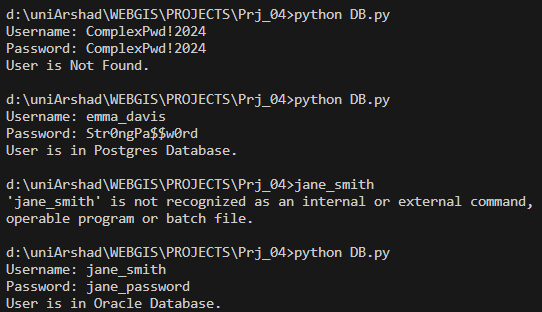 d:\uniArshad\WEBGIS\PROJECTS\Prj_04>python DB.py
Username: ComplexPwd!2024
Password: ComplexPwd!2024
User is Not Found.
d:\uniArshad\WEBGIS\PROJECTS\Prj_04>python DB.py
Username: emma_davis
Password: Str0ngPa$$w0rd
User is in Postgres Database.
d:\uniArshad\WEBGIS\PROJECTS\Prj_04>jane_smith
'jane_smith' is not recognized as an internal or external command,
operable program or batch file.
d:\uniArshad\WEBGIS\PROJECTS\Prj_04>python DB.py
Username: jane_smith
Password: jane_password
User is in Oracle Database.